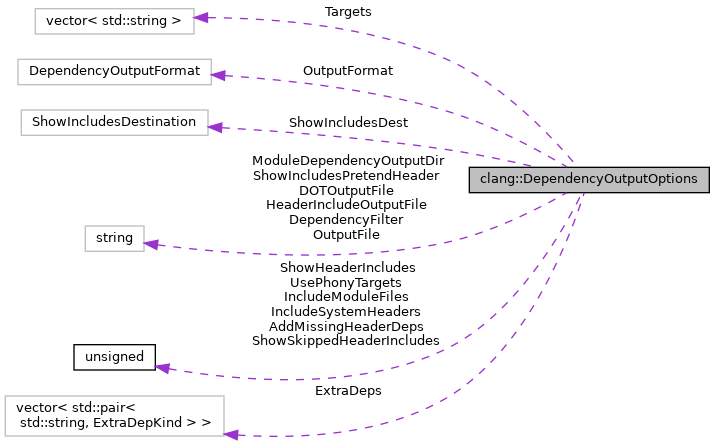 Targets
vector< std::string >
DependencyOutputFormat
OutputFormat
ShowIncludesDestination
ShowIncludesDest
ModuleDependencyOutputDir
ShowIncludesPretendHeader
DOTOutputFile
HeaderIncludeOutputFile
DependencyFilter
OutputFile
clang::DependencyOutputOptions
string
ShowHeaderIncludes
UsePhonyTargets
IncludeModuleFiles
IncludeSystemHeaders
AddMissingHeaderDeps
ShowSkippedHeaderIncludes
unsigned
ExtraDeps
vector< std::pair<
std::string, ExtraDepKind > >